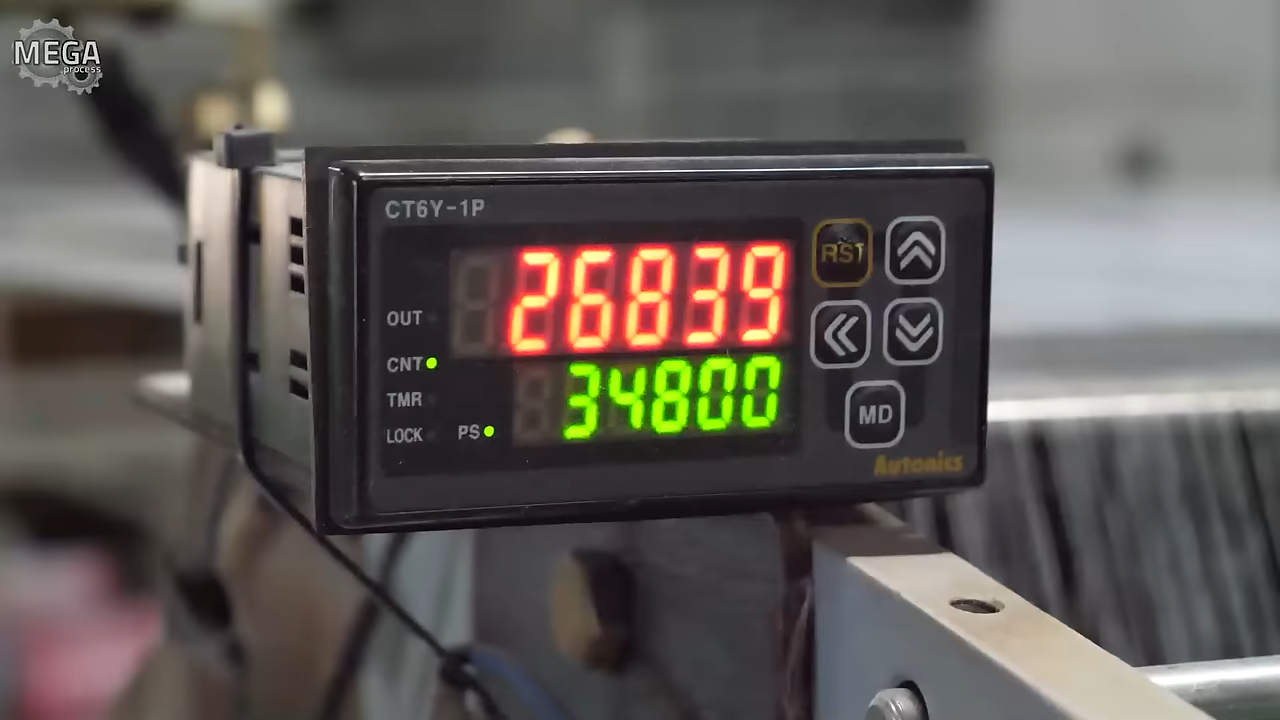 MEGA
process
CT6Y-1P
26839
34800
OUT
CNT
TMR
LOCK
PS
RST
MD
Autonics